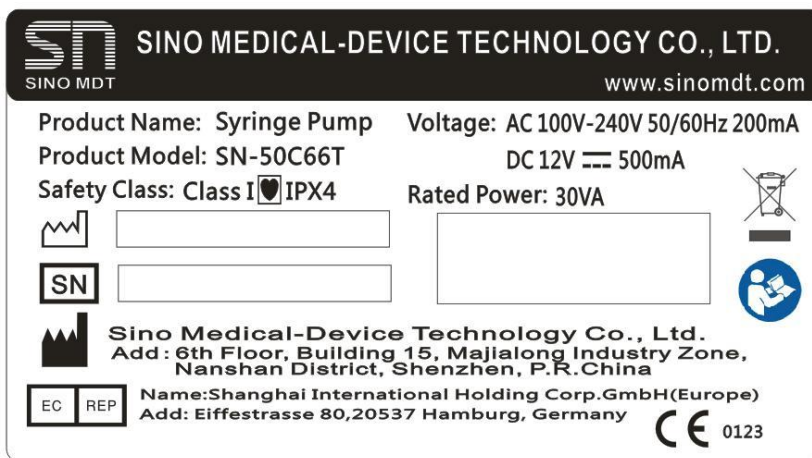 SN SINO MEDICAL-DEVICE TECHNOLOGY CO., LTD.
SINO MDT
www.sinomdt.com
Product Name: Syringe Pump
Voltage: AC 100V-240V 50/60Hz 200mA
Product Model: SN-50C66T
DC 12V 500mA
Safety Class: Class I IPX4
Rated Power: 30VA
SN
Sino Medical-Device Technology Co., Ltd.
Add : 6th Floor, Building 15, Majialong Industry Zone,
Nanshan District, Shenzhen, P.R.China
EC REP
Name:Shanghai International Holding Corp.GmbH(Europe)
Add: Eiffestrasse 80,20537 Hamburg, Germany
CE 0123